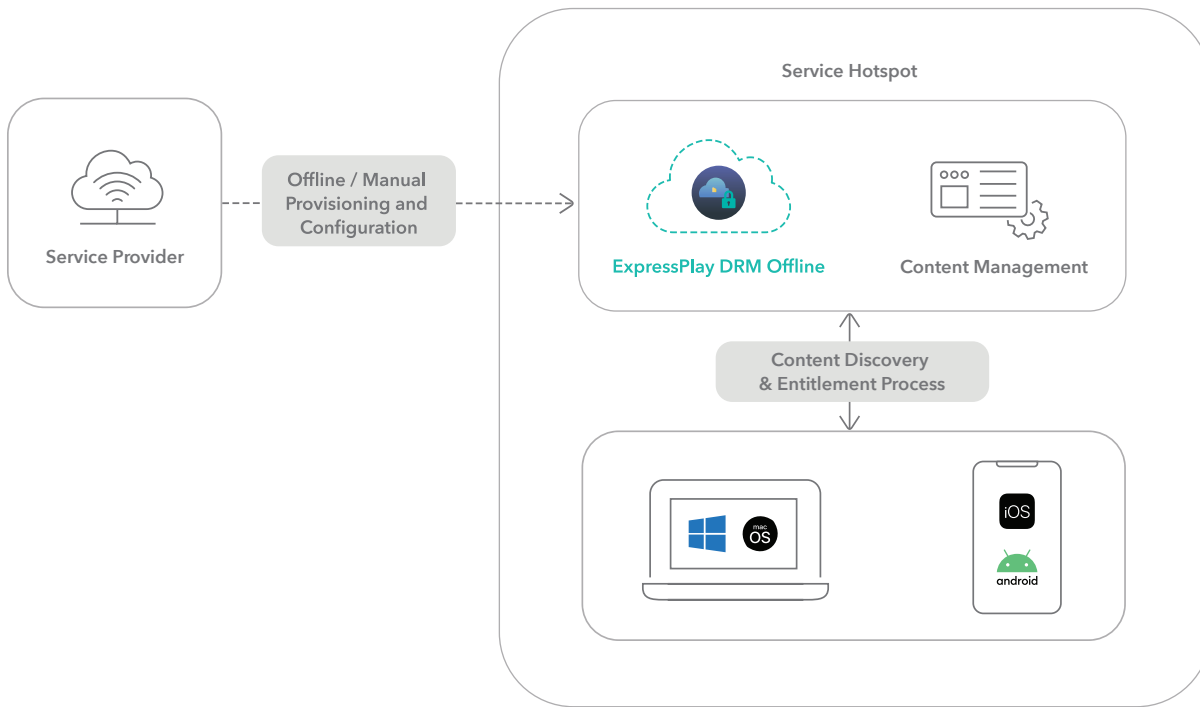 Service Hotspot
Service Provider
Offline / Manual
Provisioning and
Configuration
ExpressPlay DRM Offline
Content Management
Content Discovery
& Entitlement Process
mac
OS
iOS
android